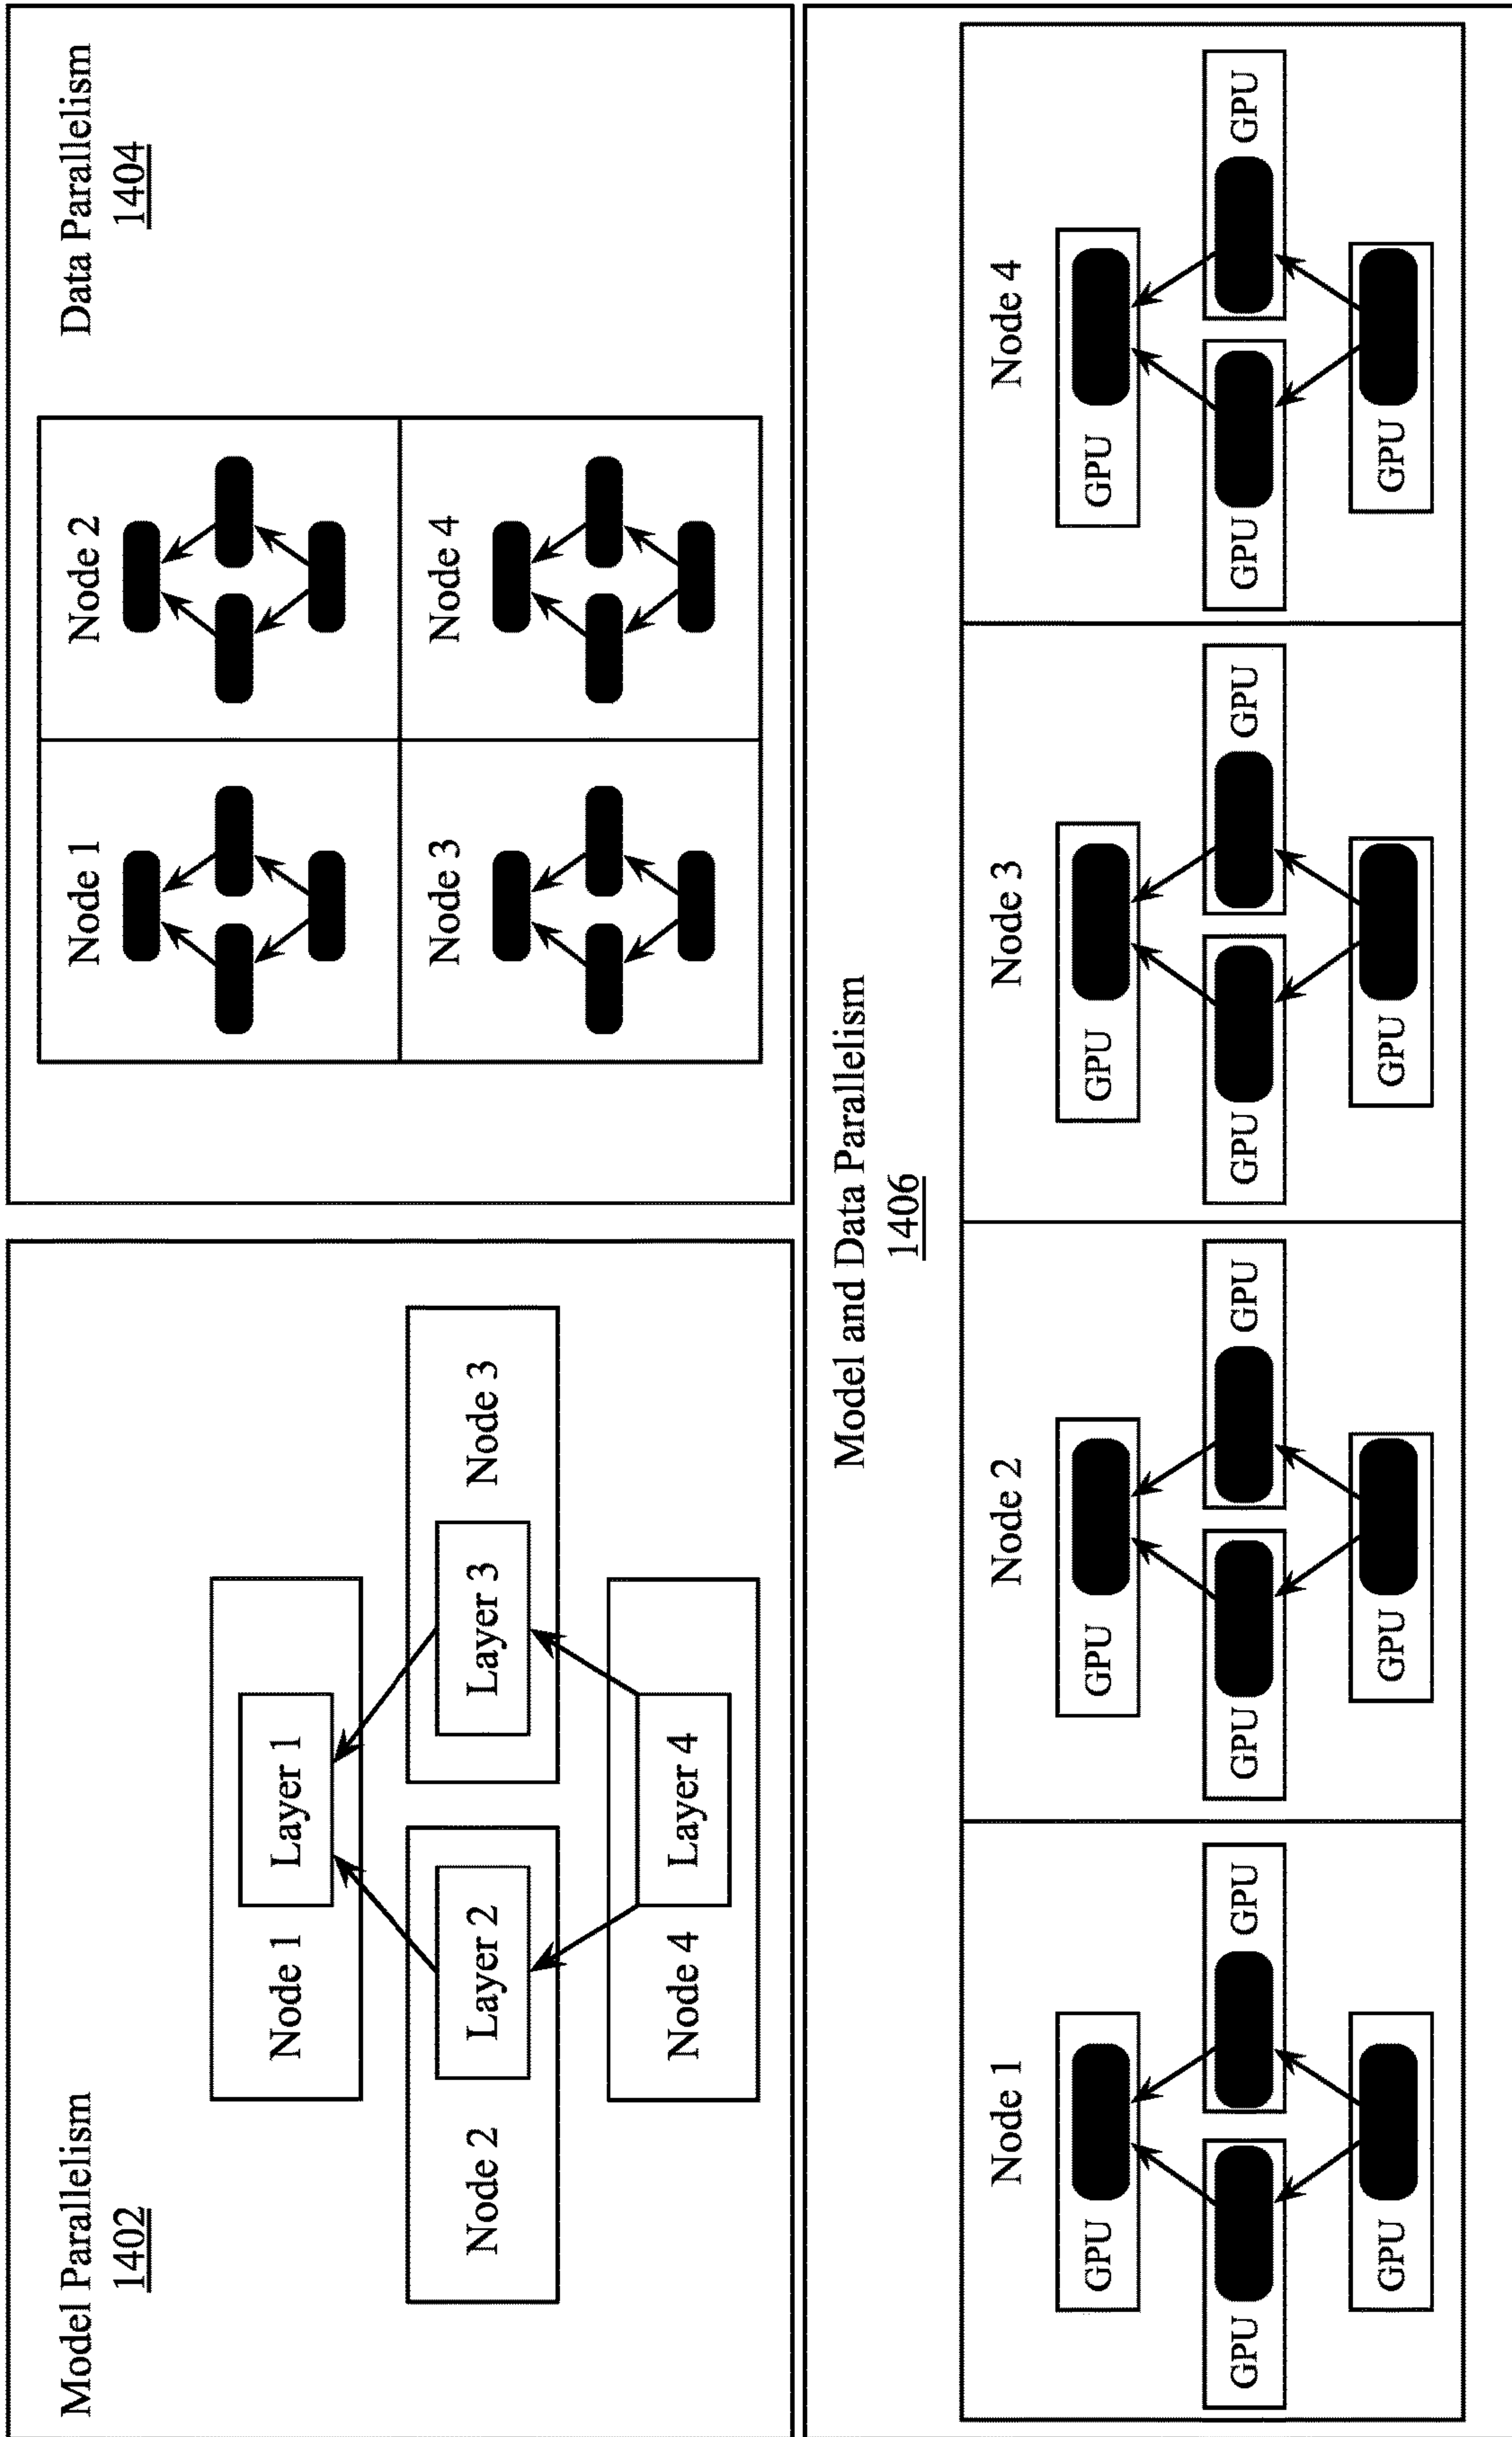 Model Parallelism
1402
Node 1
Layer 1
Node 2
Layer 2
Layer 3
Node 3
Node 4
Layer 4
Data Parallelism
1404
Node 1
Node 2
Node 3
Node 4
Model and Data Parallelism
1406
Node 1
GPU
GPU
GPU
GPU
Node 2
GPU
GPU
GPU
GPU
Node 3
GPU
GPU
GPU
GPU
Node 4
GPU
GPU
GPU
GPU